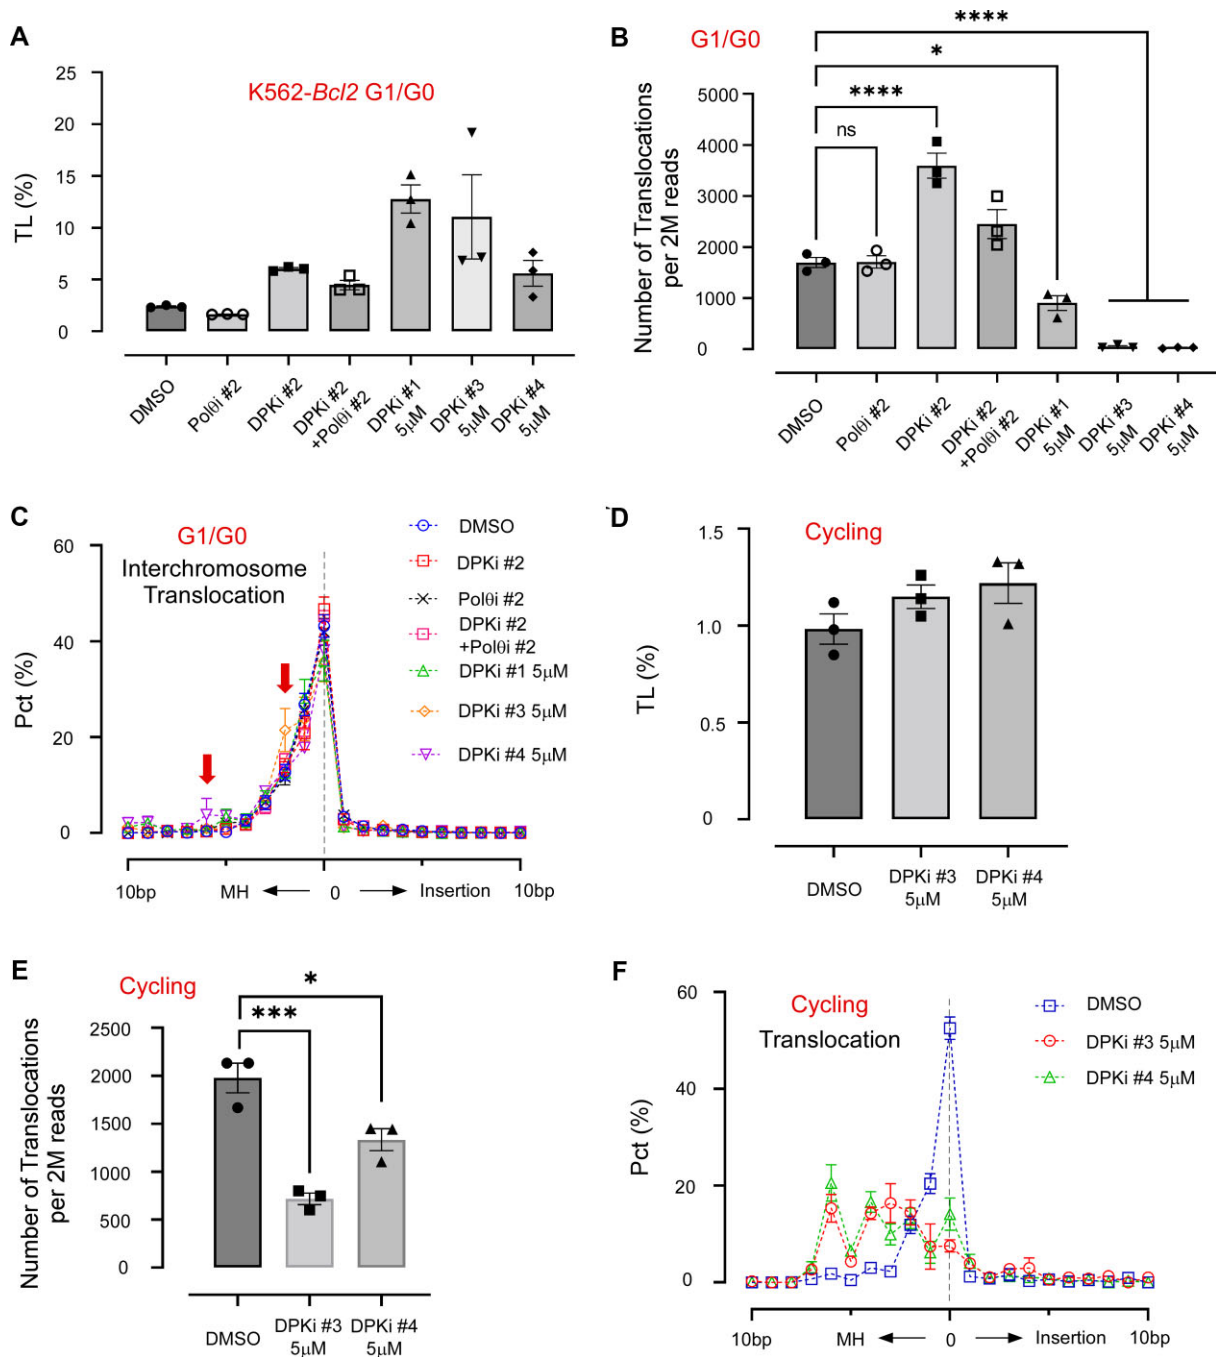 A
K562-Bcl2 G1/G0
TL (%)
25
20
15
10
5
0
DMSO
Polθi #2
DPKi #2
DPKi #2
+Polθi #2
DPKi #1
5μM
DPKi #3
5μM
DPKi #4
5μM
B
G1/G0
****
*
****
ns
Number of Translocations
per 2M reads
5000
4000
3000
2000
1000
0
DMSO
Polθi #2
DPKi #2
DPKi #2
+Polθi #2
DPKi #1
5μM
DPKi #3
5μM
DPKi #4
5μM
C
G1/G0
Interchromosome
Translocation
Pct (%)
60
40
20
0
10bp
MH
0
Insertion
10bp
DMSO
DPKi #2
Polθi #2
DPKi #2
+Polθi #2
DPKi #1 5μM
DPKi #3 5μM
DPKi #4 5μM
D
Cycling
TL (%)
1.5
1.0
0.5
0
DMSO
DPKi #3
5μM
DPKi #4
5μM
E
Cycling
*
***
Number of Translocations
per 2M reads
2500
2000
1500
1000
500
0
DMSO
DPKi #3
5μM
DPKi #4
5μM
F
Cycling
Translocation
Pct (%)
60
40
20
0
10bp
MH
0
Insertion
10bp
DMSO
DPKi #3 5μM
DPKi #4 5μM